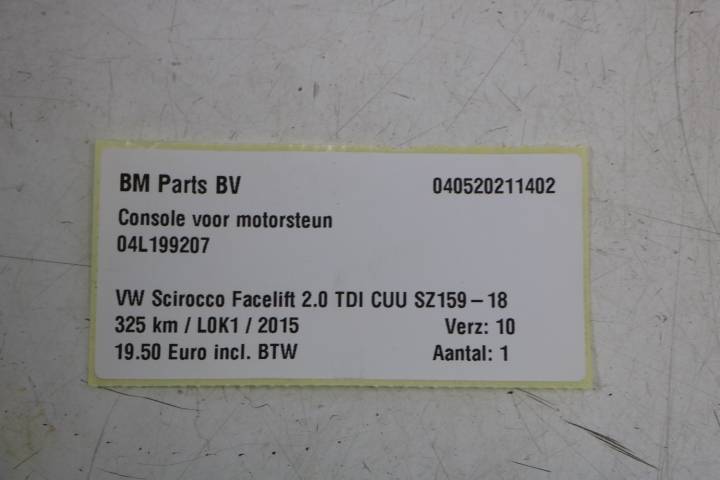 BM Parts BV 040520211402
Console voor motorsteun
04L199207
VW Scirocco Facelift 2.0 TDI CUU SZ159-18
325 km / L0K1 / 2015 Verz: 10
19.50 Euro incl. BTW Aantal: 1